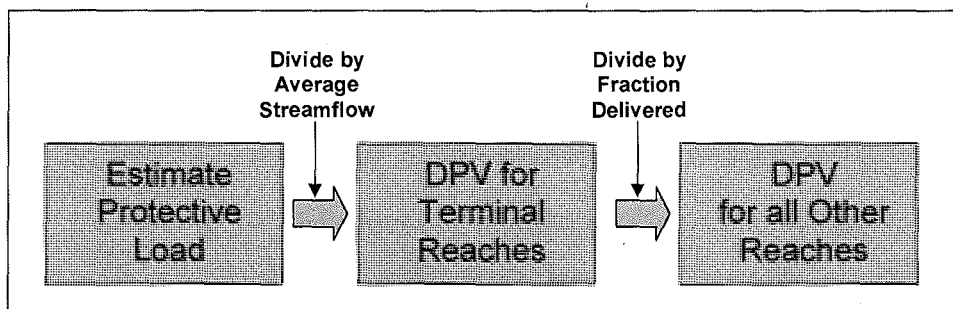 Divide by
Average
Streamflow
Divide by
Fraction
Delivered
Estimate
Protective
Load
DPV for
Terminal
Reaches
DPV
for all Other
Reaches